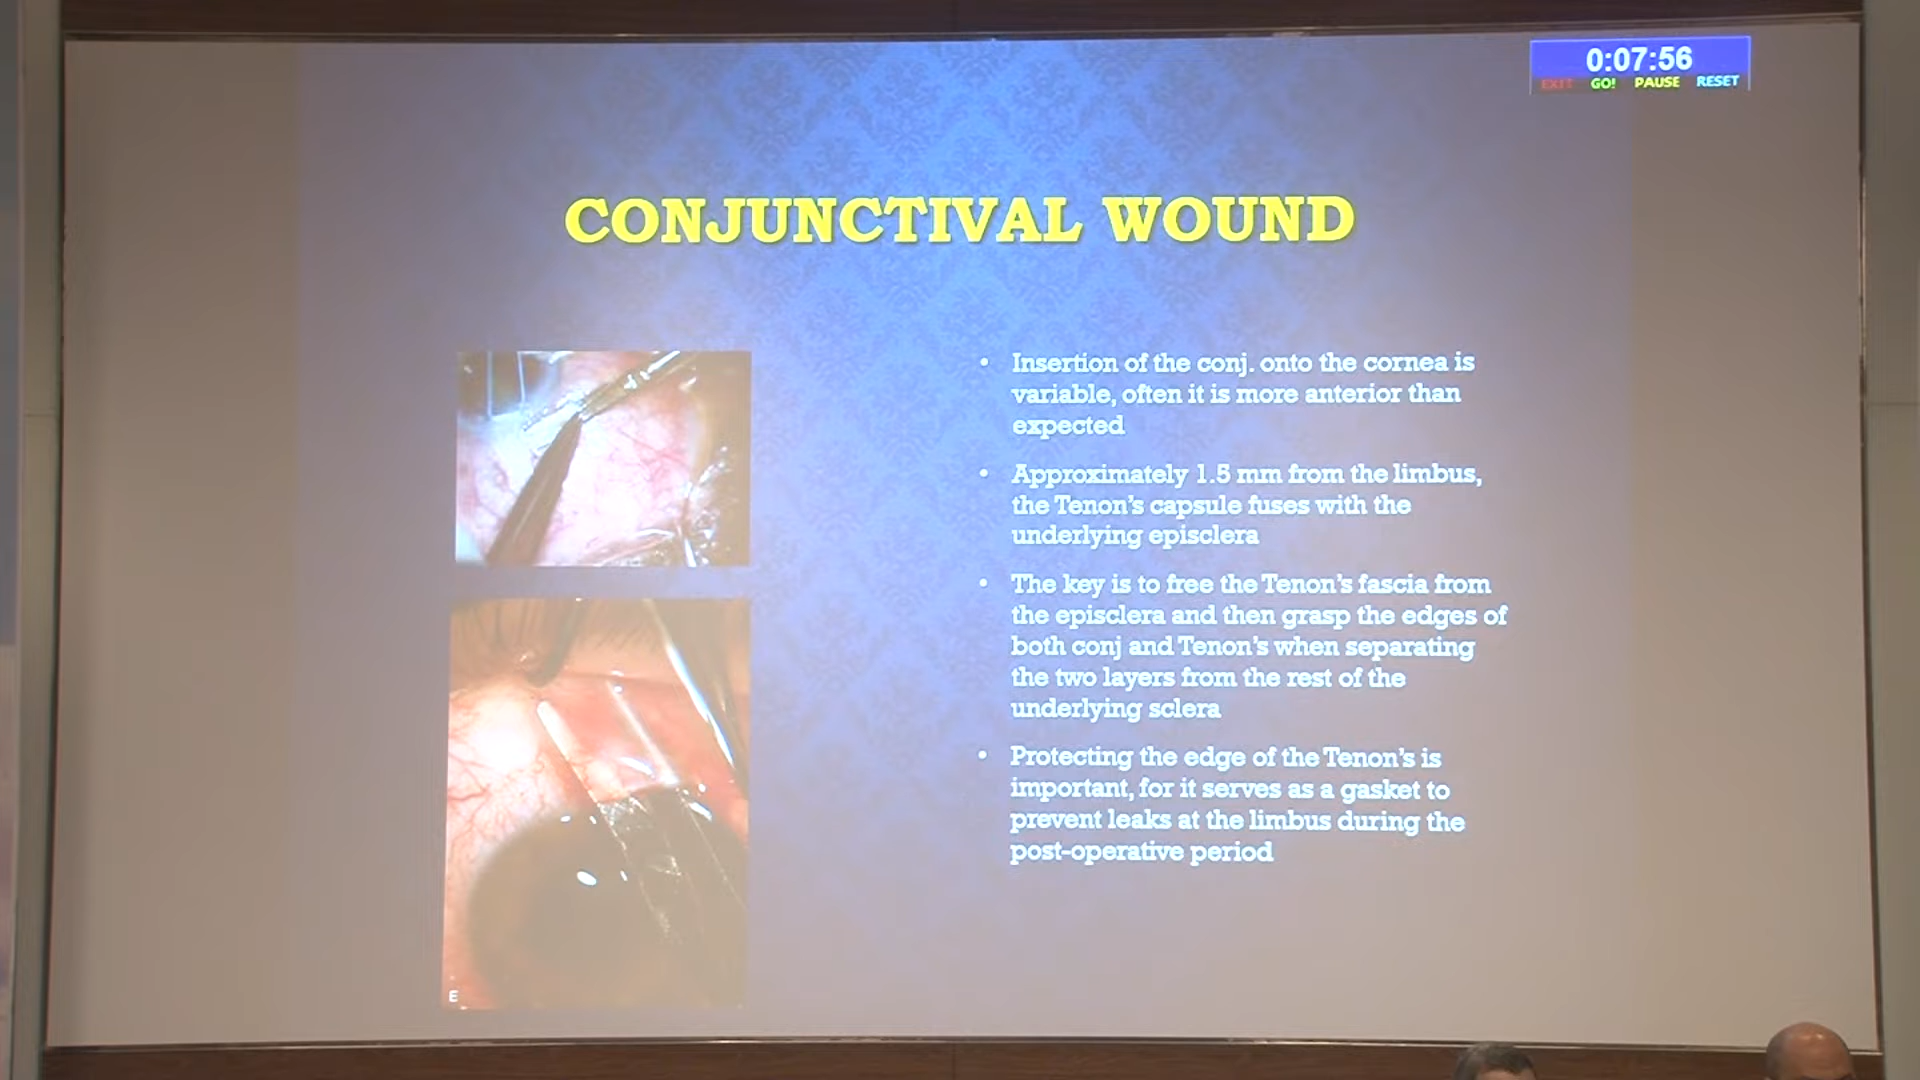 0:07:56
EXIT GO! PAUSE RESET
CONJUNCTIVAL WOUND
• Insertion of the conj. onto the cornea is
variable, often it is more anterior than
expected
• Approximately 1.5 mm from the limbus,
the Tenon's capsule fuses with the
underlying episclera
• The key is to free the Tenon's fascia from
the episclera and then grasp the edges of
both conj and Tenon's when separating
the two layers from the rest of the
underlying sclera
• Protecting the edge of the Tenon's is
important, for it serves as a gasket to
prevent leaks at the limbus during the
post-operative period
E